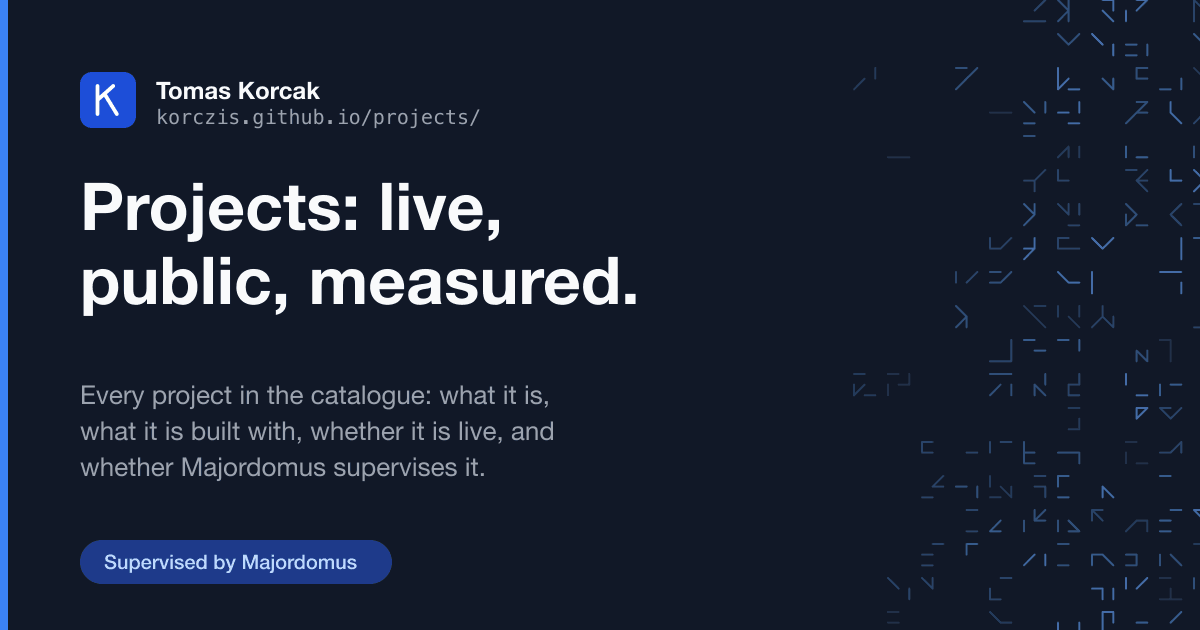 K
Tomas Korcak
korczis.github.io/projects/
Projects: live,
public, measured.
Every project in the catalogue: what it is,
what it is built with, whether it is live, and
whether Majordomus supervises it.
Supervised by Majordomus